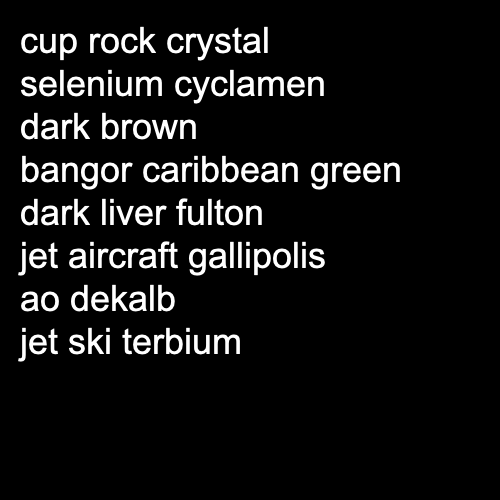 cup rock crystal
selenium cyclamen
dark brown
bangor caribbean green
dark liver fulton
jet aircraft gallipolis
ao dekalb
jet ski terbium